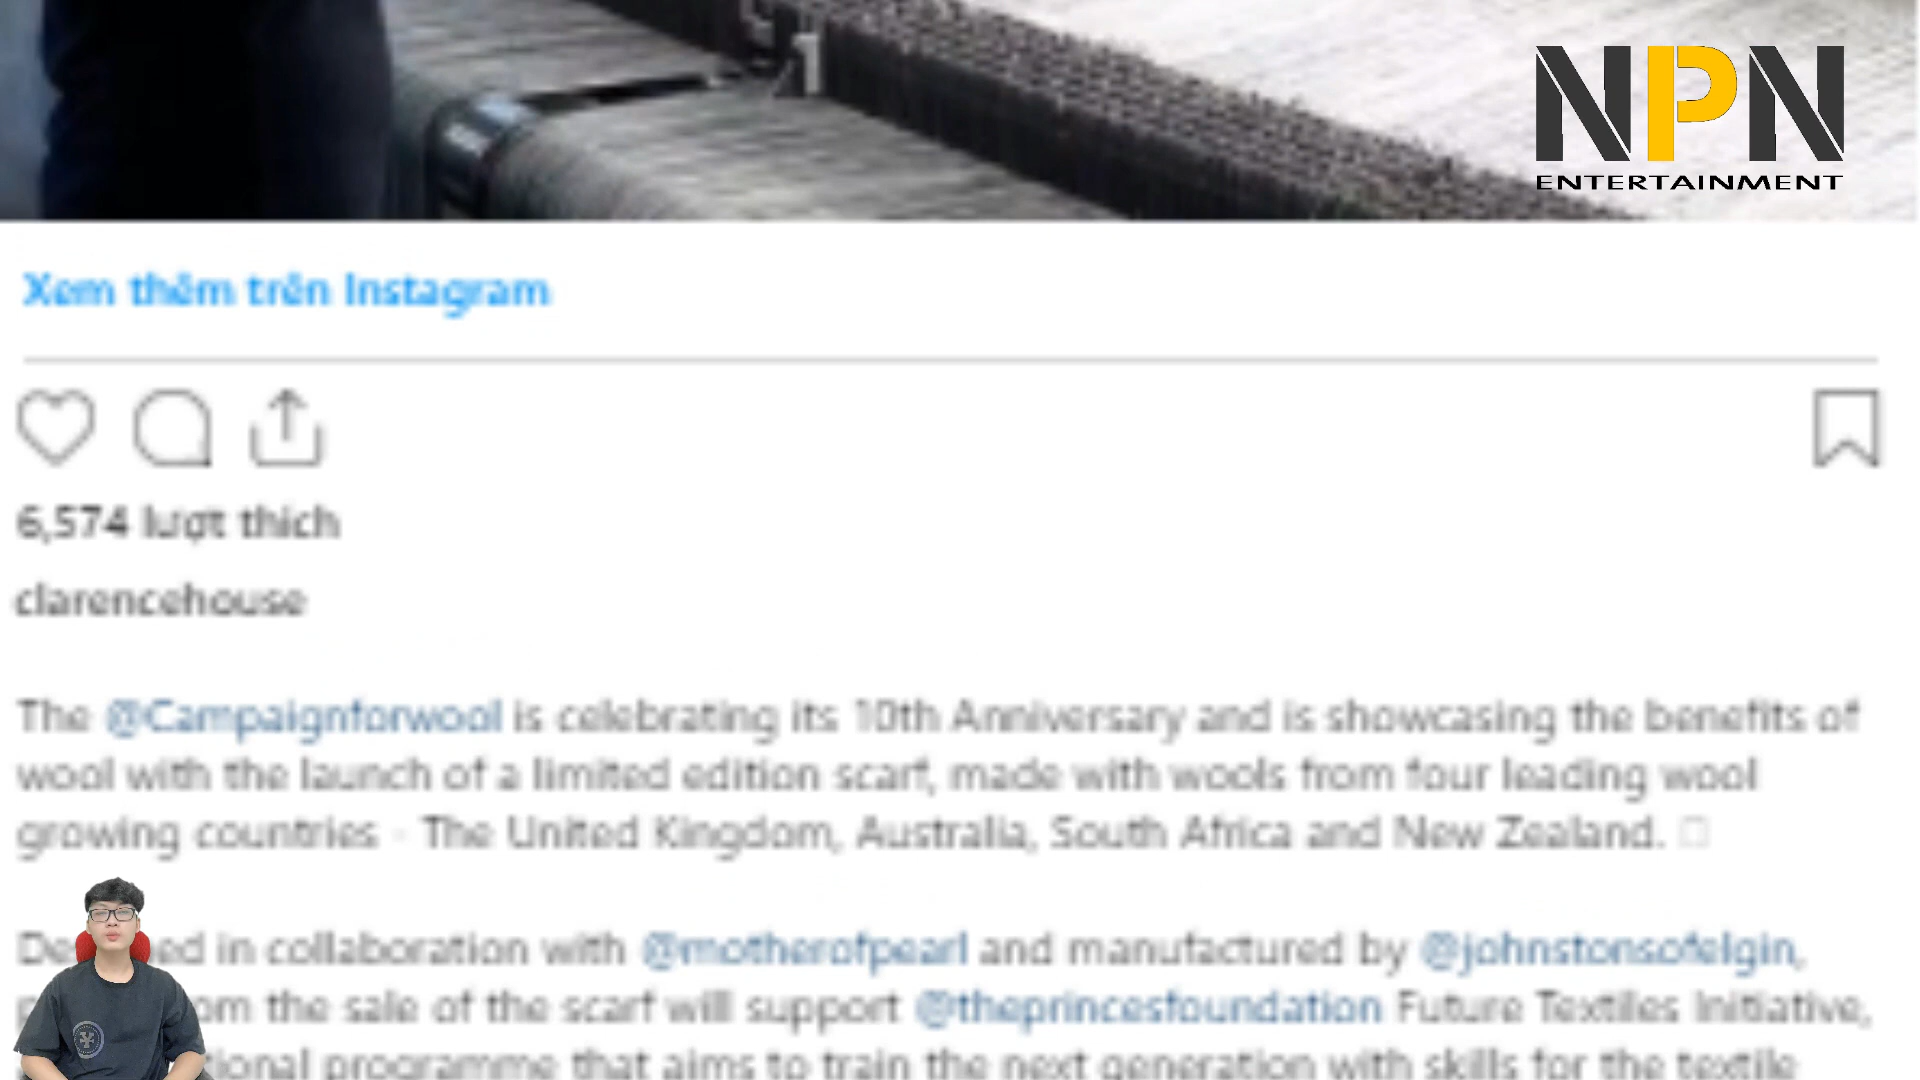 NPN
ENTERTAINMENT
Xem thêm trên Instagram
6,574 lượt thích
clarencehouse
The @Campaignforwool is celebrating its 10th Anniversary and is showcasing the benefits of
wool with the launch of a limited edition scarf, made with wools from four leading wool
growing countries - The United Kingdom, Australia, South Africa and New Zealand.
in collaboration with @motherofpearl and manufactured by @johnstonsofelgin,
the sale of the scarf will support @theprincesfoundation Future Textiles Initiative,
programme that aims to train the next generation with skills for the textile